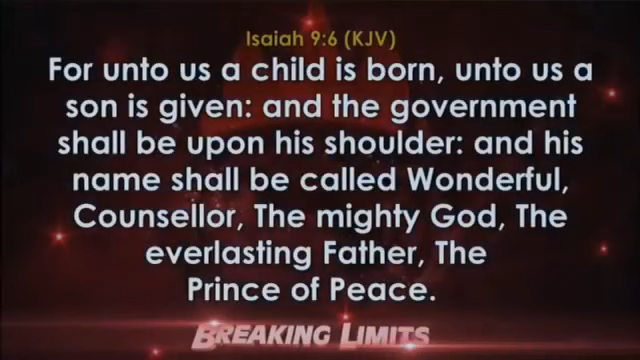 Isaiah 9:6 (KJV)
For unto us a child is born, unto us a
son is given: and the government
shall be upon his shoulder: and his
name shall be called Wonderful,
Counsellor, The mighty God, The
everlasting Father, The
Prince of Peace.
BREAKING LIMITS